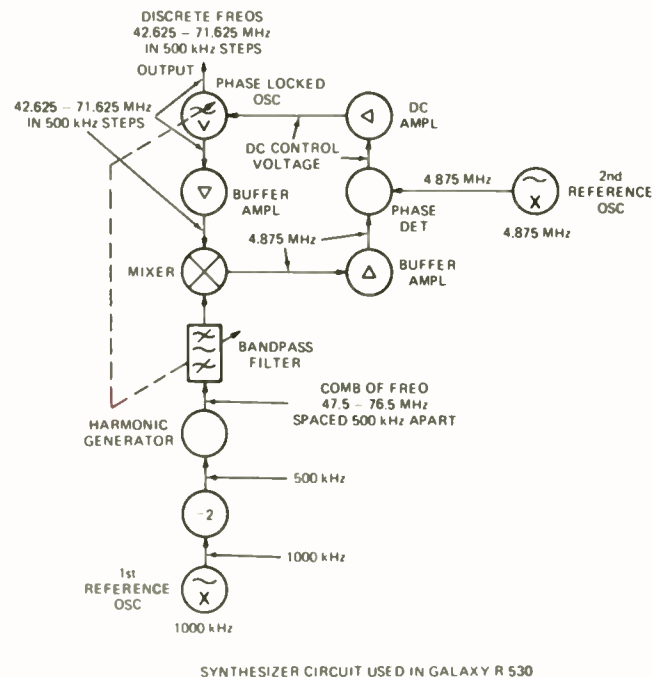 DISCRETE FREQS
42.625 – 71.625 MHz
IN 500 kHz STEPS
OUTPUT
PHASE LOCKED
OSC
42.625 – 71.625 MHz
IN 500 kHz STEPS
V
DC
AMPL
DC CONTROL
VOLTAGE
BUFFER
AMPL
PHASE
DET
4.875 MHz
2nd
REFERENCE
OSC
X
4.875 MHz
MIXER
4.875 MHz
BUFFER
AMPL
BANDPASS
FILTER
COMB OF FREQ
47.5 – 76.5 MHz
SPACED 500 kHz APART
HARMONIC
GENERATOR
500 kHz
÷2
1000 kHz
1st
REFERENCE
OSC
X
1000 kHz
SYNTHESIZER CIRCUIT USED IN GALAXY R 530